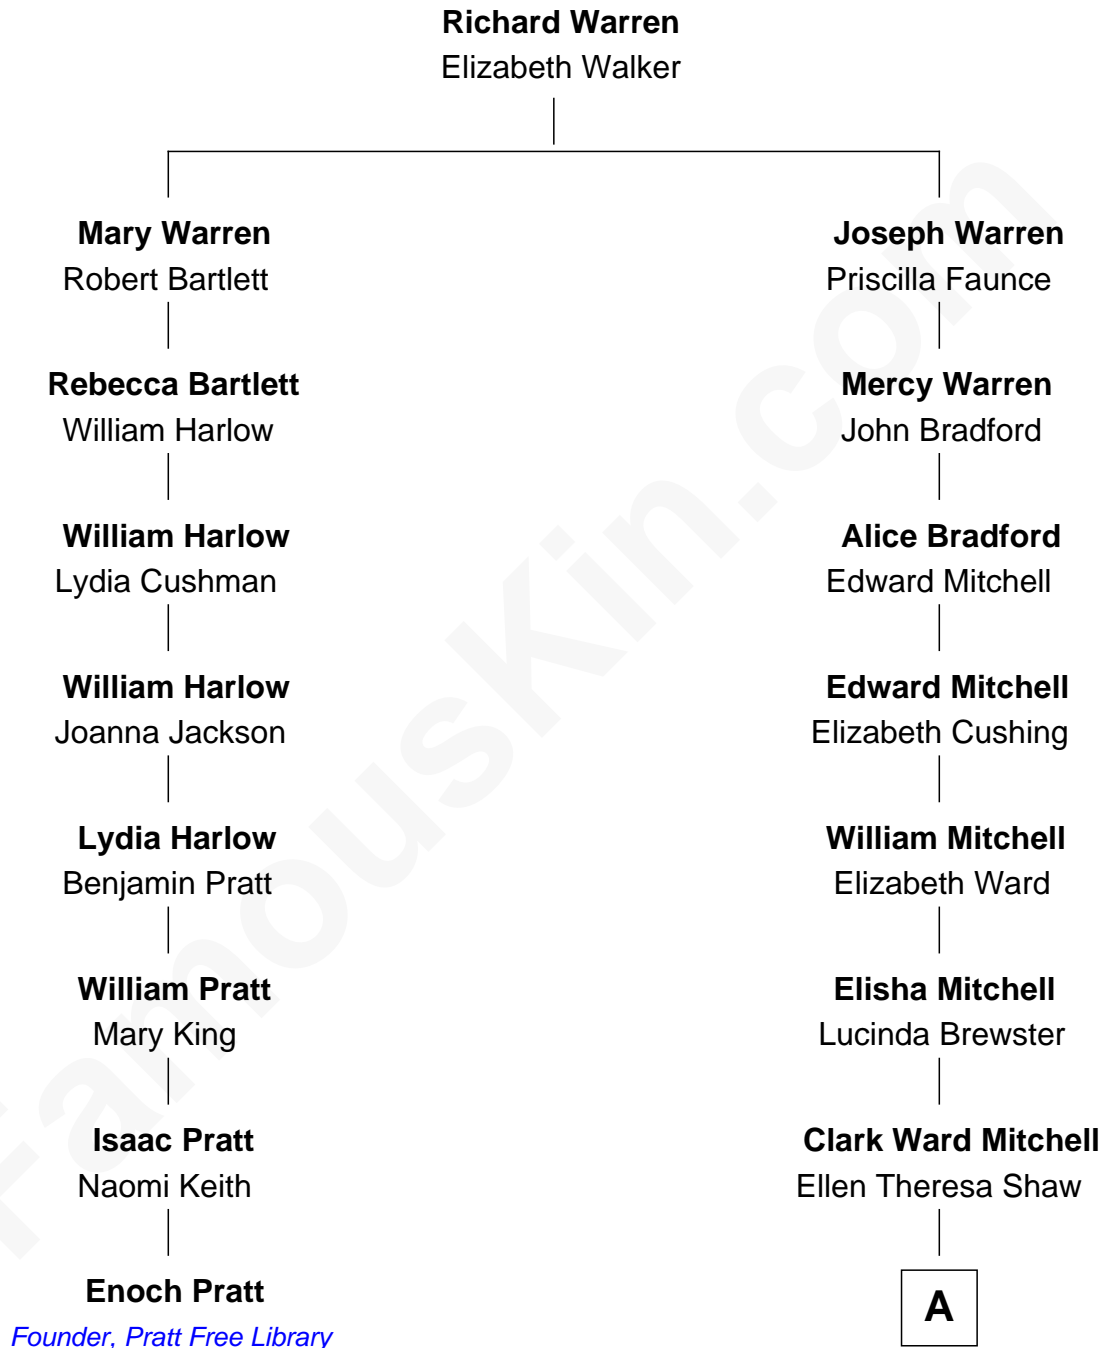 Richard Warren
Elizabeth Walker
Mary Warren
Robert Bartlett
Rebecca Bartlett
William Harlow
William Harlow
Lydia Cushman
William Harlow
Joanna Jackson
Lydia Harlow
Benjamin Pratt
William Pratt
Mary King
Isaac Pratt
Naomi Keith
Enoch Pratt
Founder, Pratt Free Library
Joseph Warren
Priscilla Faunce
Mercy Warren
John Bradford
Alice Bradford
Edward Mitchell
Edward Mitchell
Elizabeth Cushing
William Mitchell
Elizabeth Ward
Elisha Mitchell
Lucinda Brewster
Clark Ward Mitchell
Ellen Theresa Shaw
A
FamousKin.com